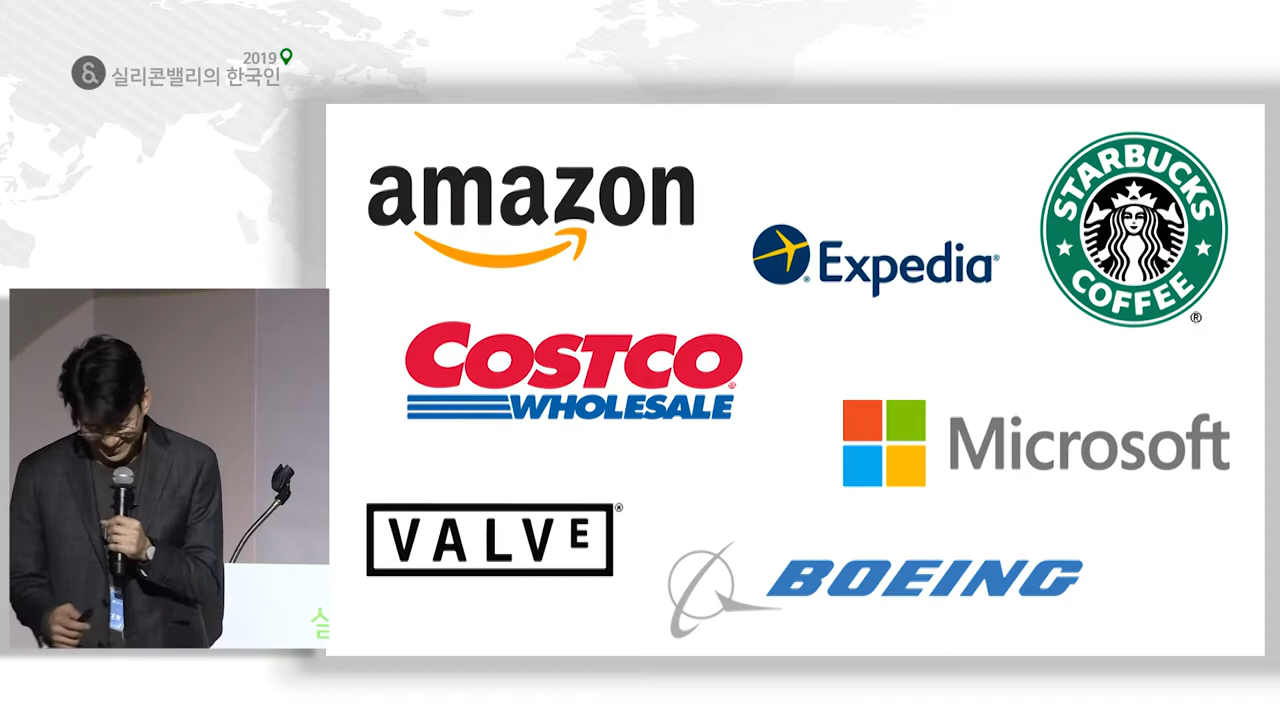 2019
& 실리콘밸리의 한국인
amazon
Expedia®
STARBUCKS
COFFEE
®
COSTCO®
WHOLESALE
Microsoft
VALVE®
BOEING
실